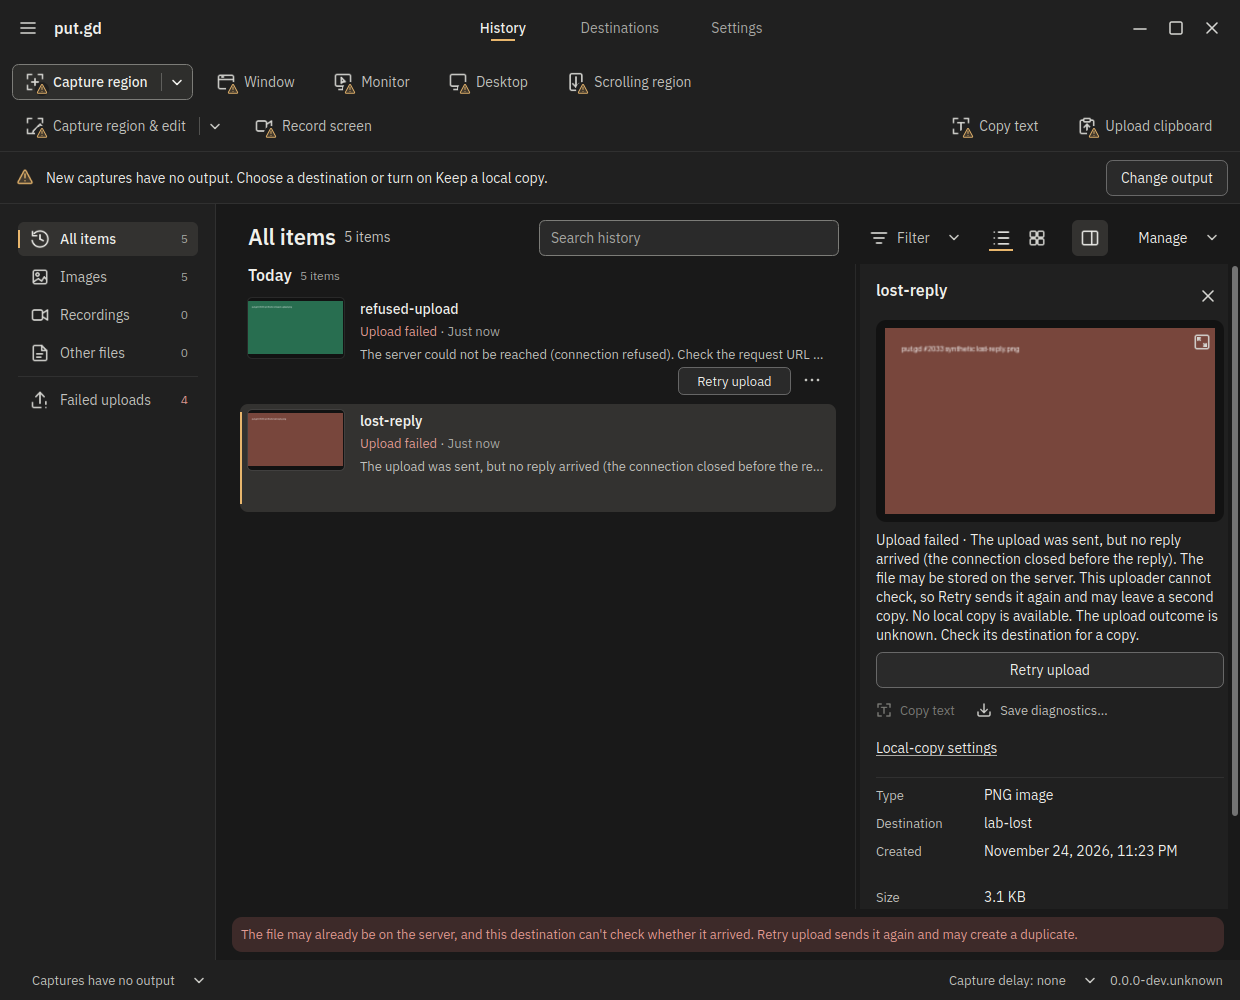 put.gd
History
Destinations
Settings
Capture region
Window
Monitor
Desktop
Scrolling region
Capture region & edit
Record screen
Copy text
Upload clipboard
New captures have no output. Choose a destination or turn on Keep a local copy.
Change output
All items 5
Images 5
Recordings 0
Other files 0
Failed uploads 4
All items 5 items
Search history
Filter
Manage
Today 5 items
refused-upload
Upload failed · Just now
The server could not be reached (connection refused). Check the request URL ...
Retry upload
lost-reply
Upload failed · Just now
The upload was sent, but no reply arrived (the connection closed before the re...
lost-reply
put.gd #2033 synthetic lost-reply.png
Upload failed · The upload was sent, but no reply
arrived (the connection closed before the reply). The
file may be stored on the server. This uploader cannot
check, so Retry sends it again and may leave a second
copy. No local copy is available. The upload outcome is
unknown. Check its destination for a copy.
Retry upload
Copy text
Save diagnostics...
Local-copy settings
Type PNG image
Destination lab-lost
Created November 24, 2026, 11:23 PM
Size 3.1 KB
The file may already be on the server, and this destination can't check whether it arrived. Retry upload sends it again and may create a duplicate.
Captures have no output
Capture delay: none
0.0.0-dev.unknown